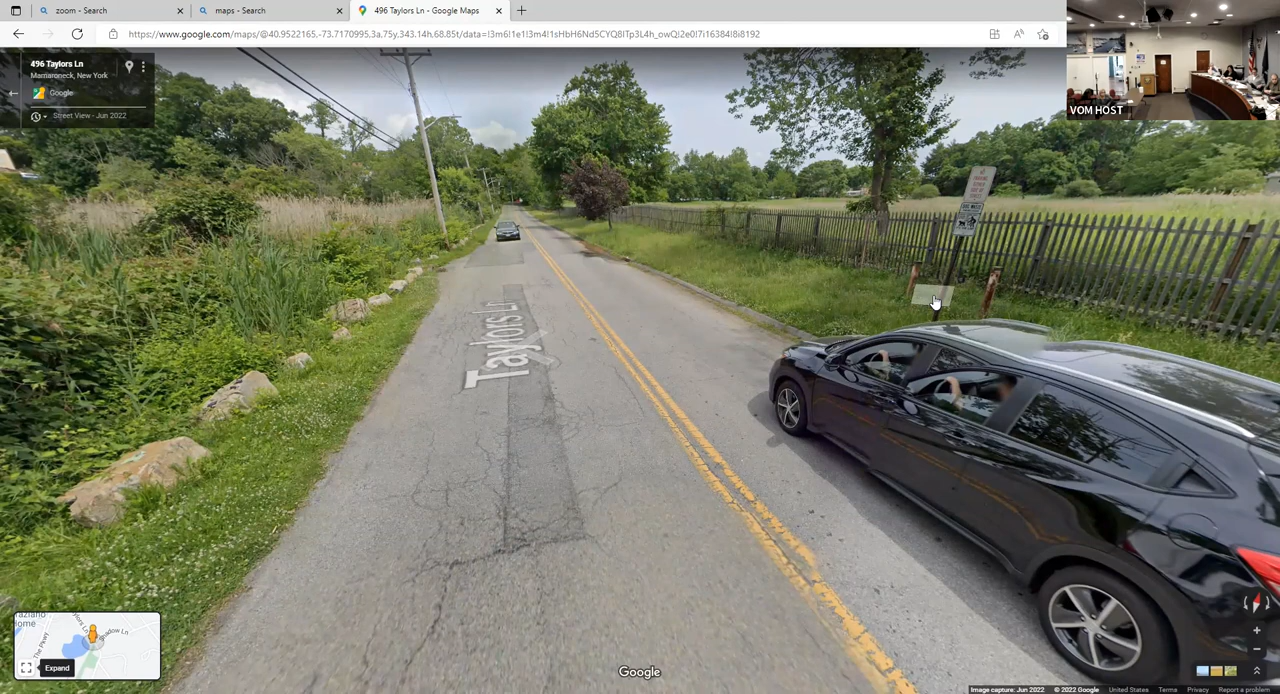 zoom - Search
maps - Search
496 Taylors Ln - Google Maps
https://www.google.com/maps/@40.9522165,-73.7170995,3a,75y,343.14h,68.85t/data=!3m6!1e1!3m4!1sHbH6Nd5CYQ8ITp3L4h_owQ!2e0!7i16384!8i8192
VOM HOST
496 Taylors Ln
Mamaroneck, New York
Google
Street View - Jun 2022
Taylors Ln
Expand
Google
Image capture: Jun 2022 © 2022 Google United States Terms Privacy Report a problem